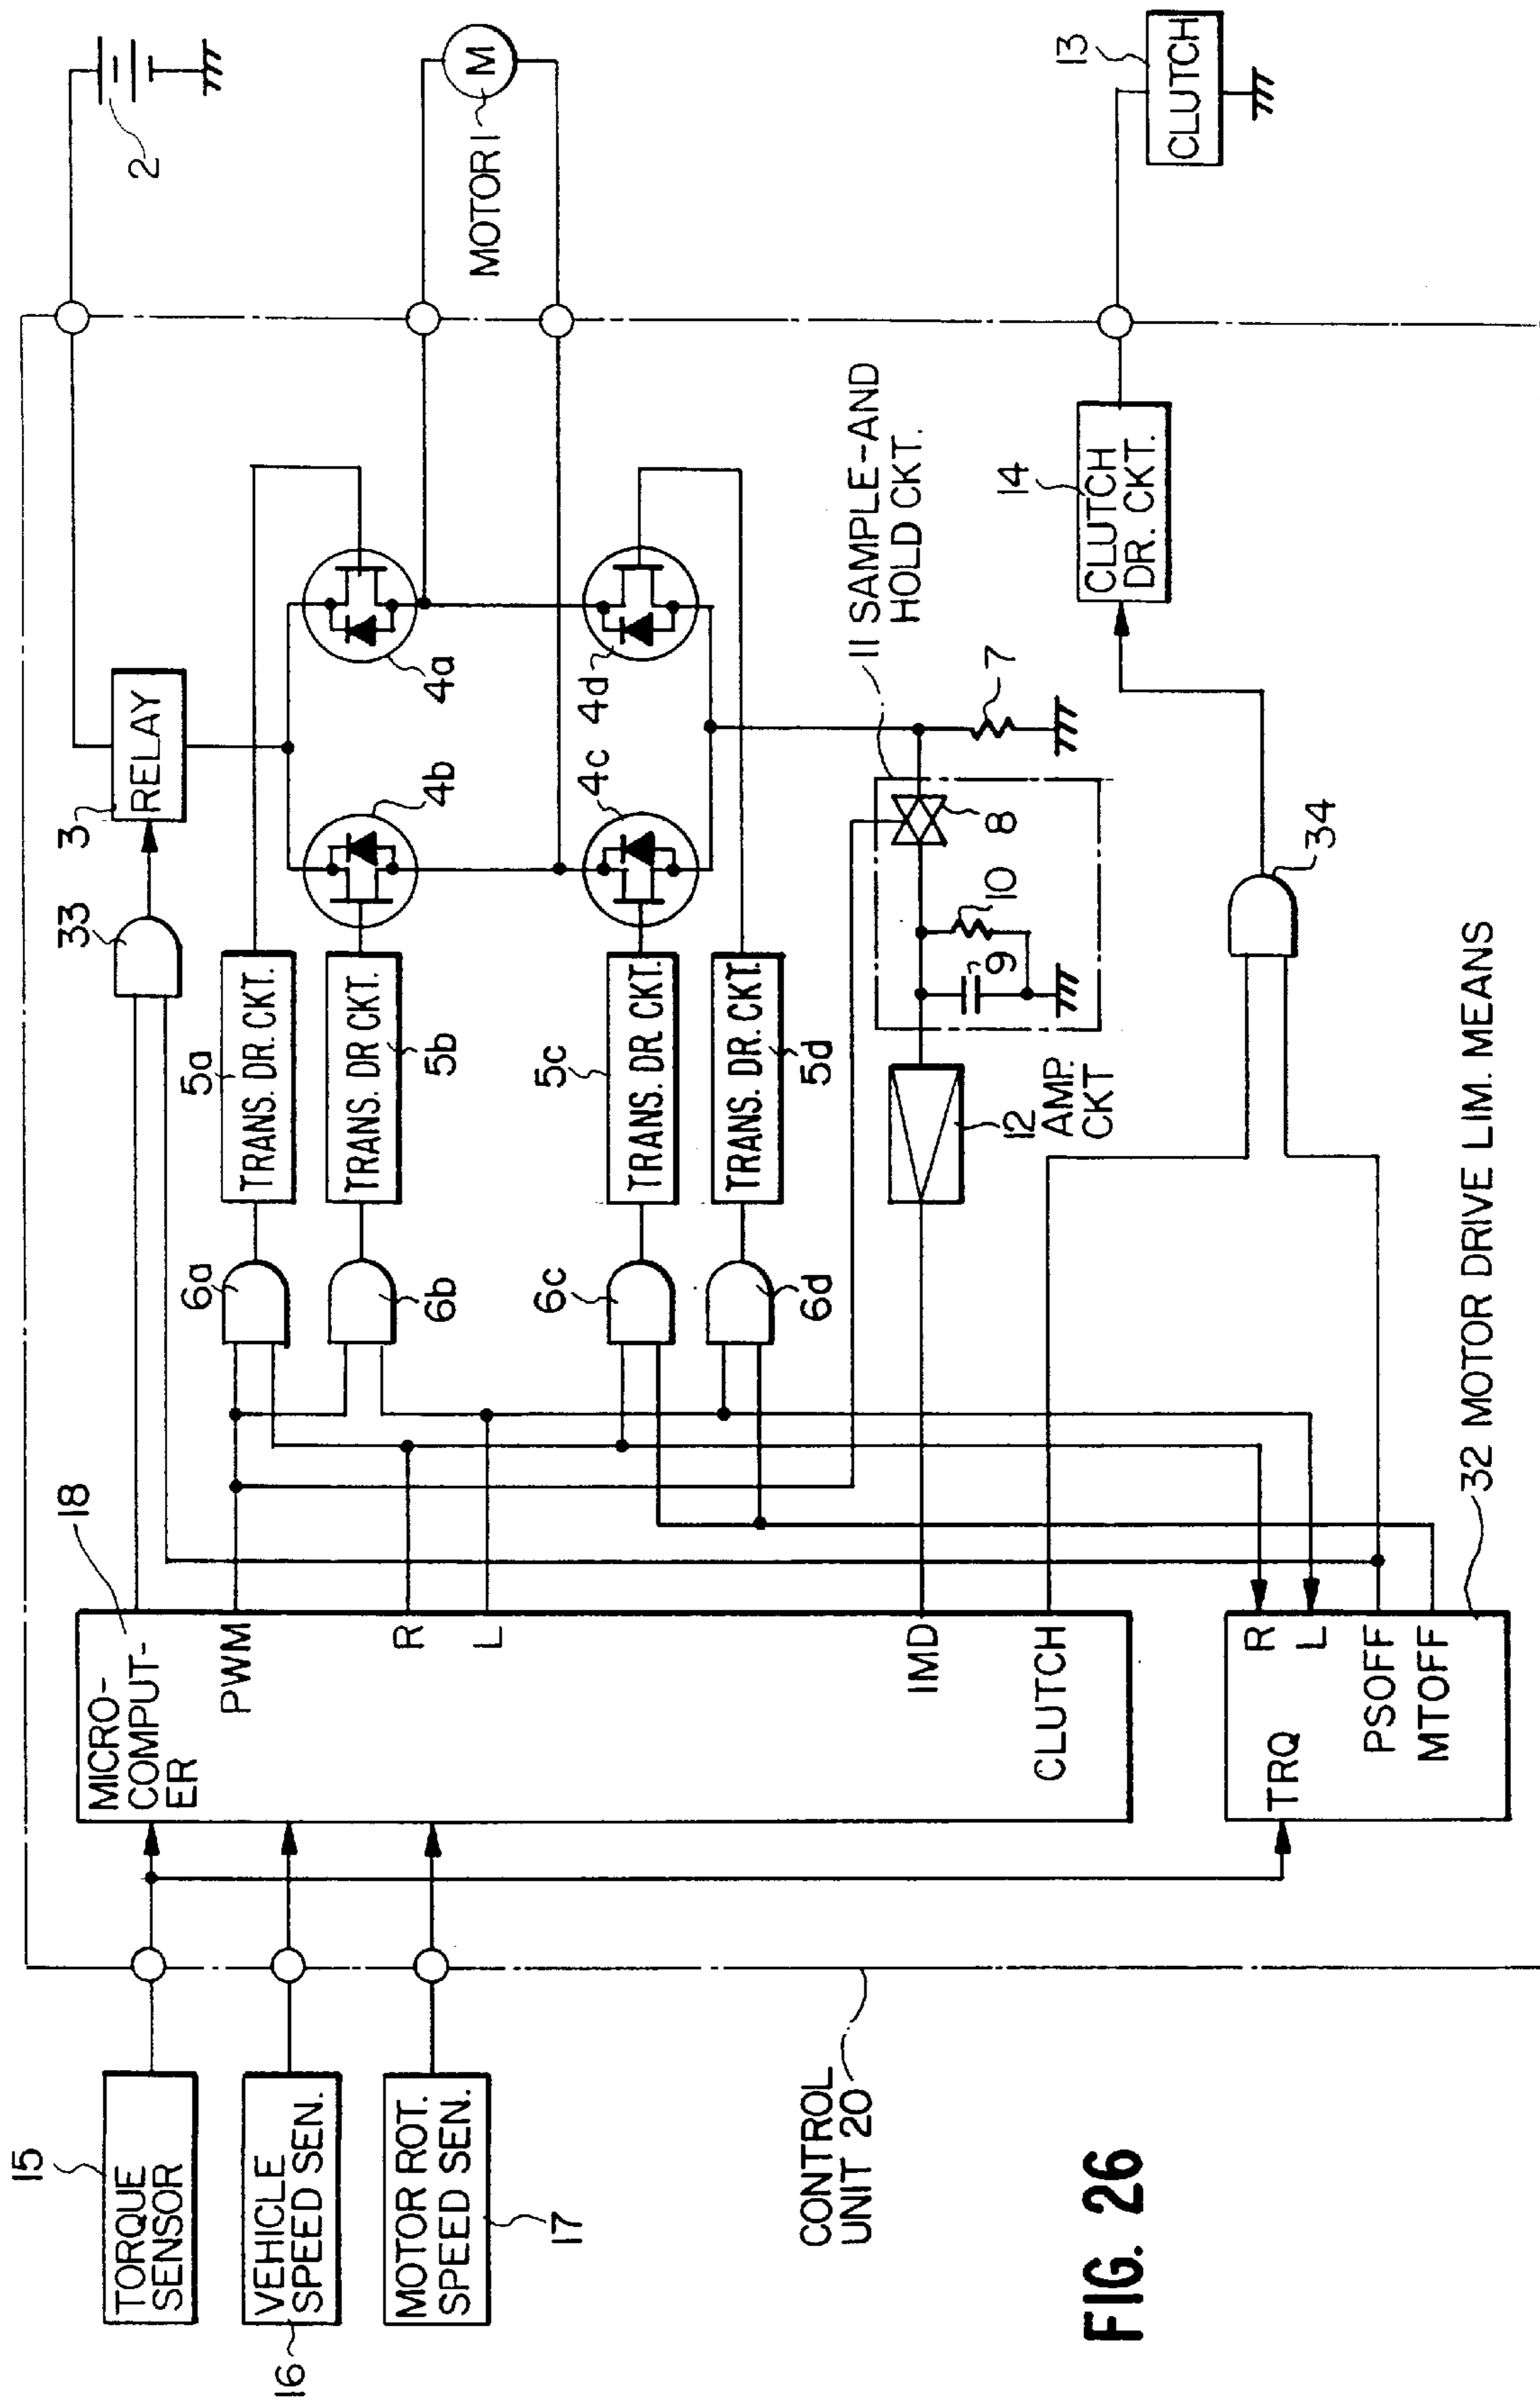 15
TORQUE
SENSOR
VEHICLE
SPEED SEN.
16
MOTOR ROT.
SPEED SEN.
17
CONTROL
UNIT 20
FIG. 26
18
MICRO-
COMPUT-
ER
PWM
R
L
IMD
CLUTCH
TRQ
R
L
PSOFF
MTOFF
32 MOTOR DRIVE LIM. MEANS
33
3
RELAY
6a
5a
TRANS. DR. CKT.
6b
TRANS. DR CKT.
5b
6c
5c
TRANS. DR. CKT.
6d
TRANS. DR. CKT.
5d
4b
4a
4c
4d
12 AMP.
CKT
9
10
8
7
11 SAMPLE-AND
HOLD CKT.
34
14
CLUTCH
DR. CKT.
2
MOTOR 1
M
13
CLUTCH